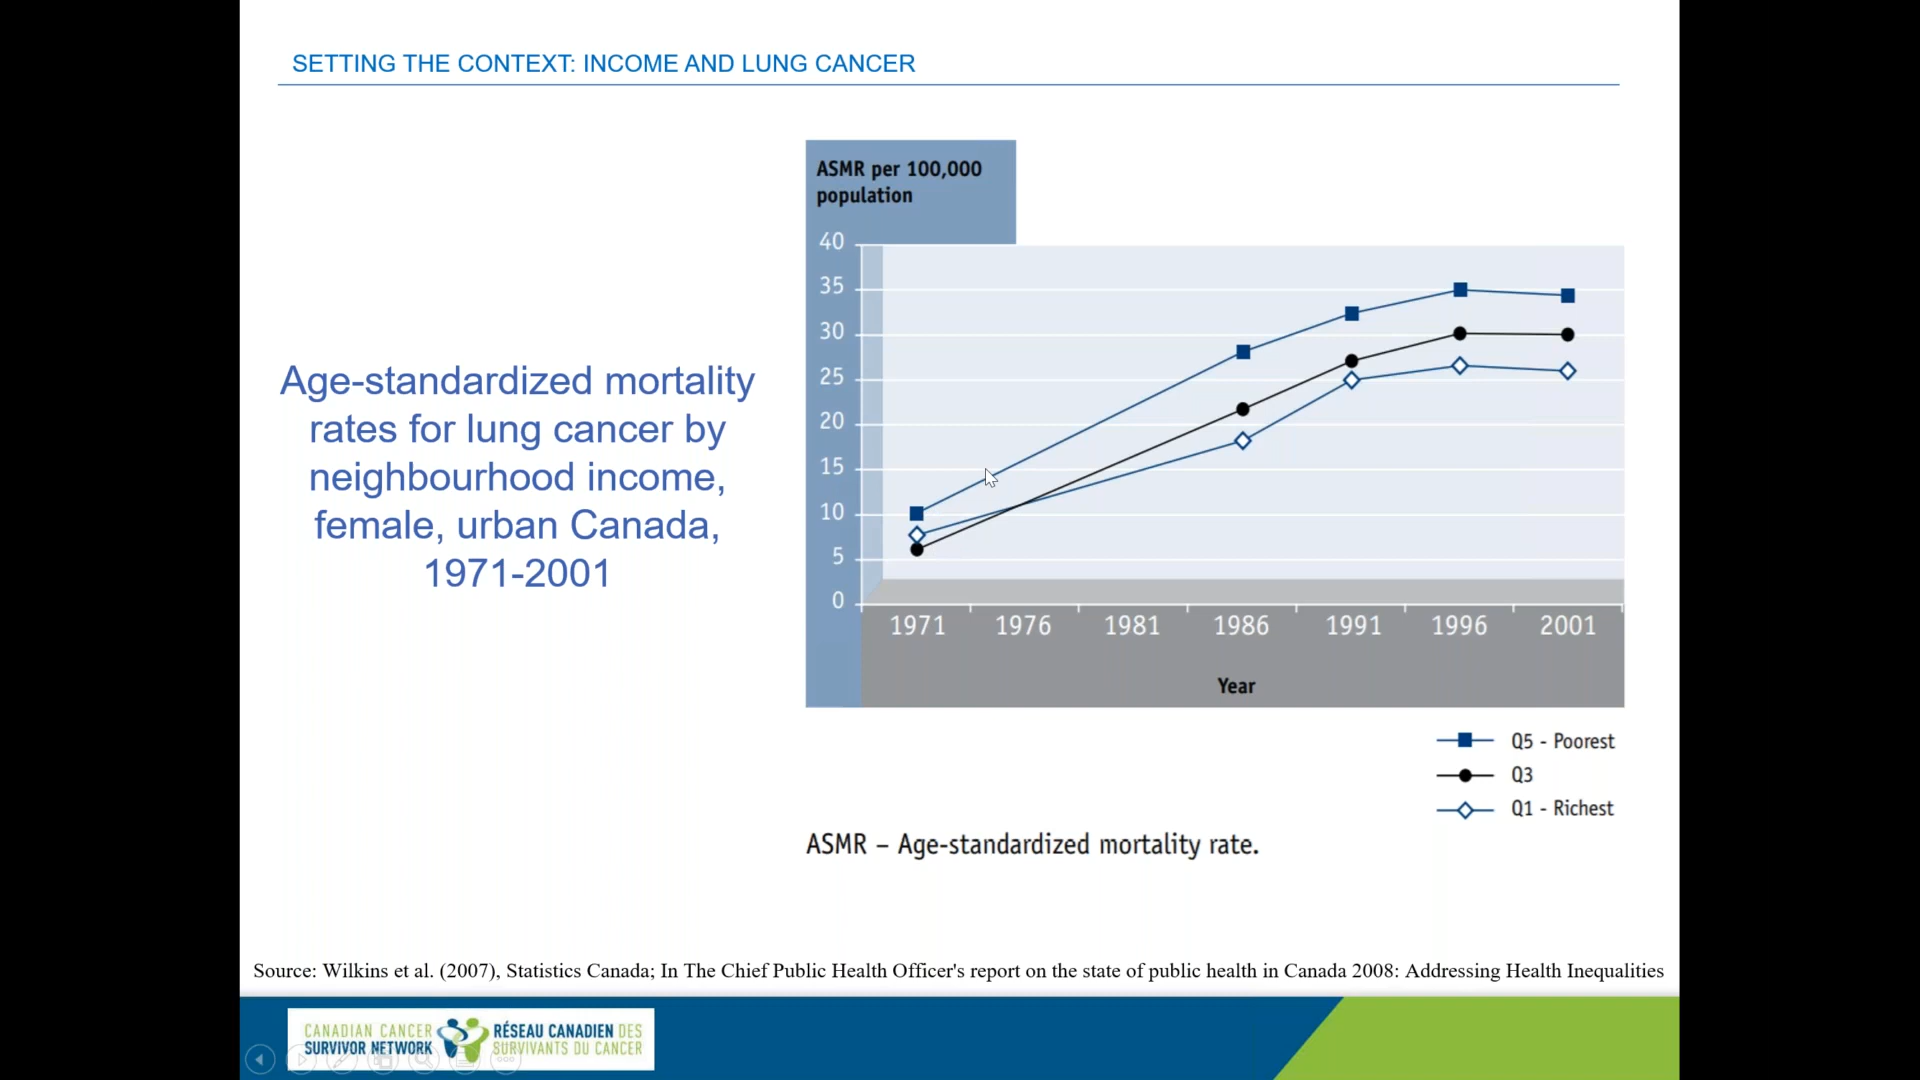 SETTING THE CONTEXT: INCOME AND LUNG CANCER
Age-standardized mortality
rates for lung cancer by
neighbourhood income,
female, urban Canada,
1971-2001
ASMR per 100,000
population
40
35
30
25
20
15
10
5
0
1971 1976 1981 1986 1991 1996 2001
Year
Q5 - Poorest
Q3
Q1 - Richest
ASMR – Age-standardized mortality rate.
Source: Wilkins et al. (2007), Statistics Canada; In The Chief Public Health Officer's report on the state of public health in Canada 2008: Addressing Health Inequalities
CANADIAN CANCER
SURVIVOR NETWORK
RÉSEAU CANADIEN DES
SURVIVANTS DU CANCER